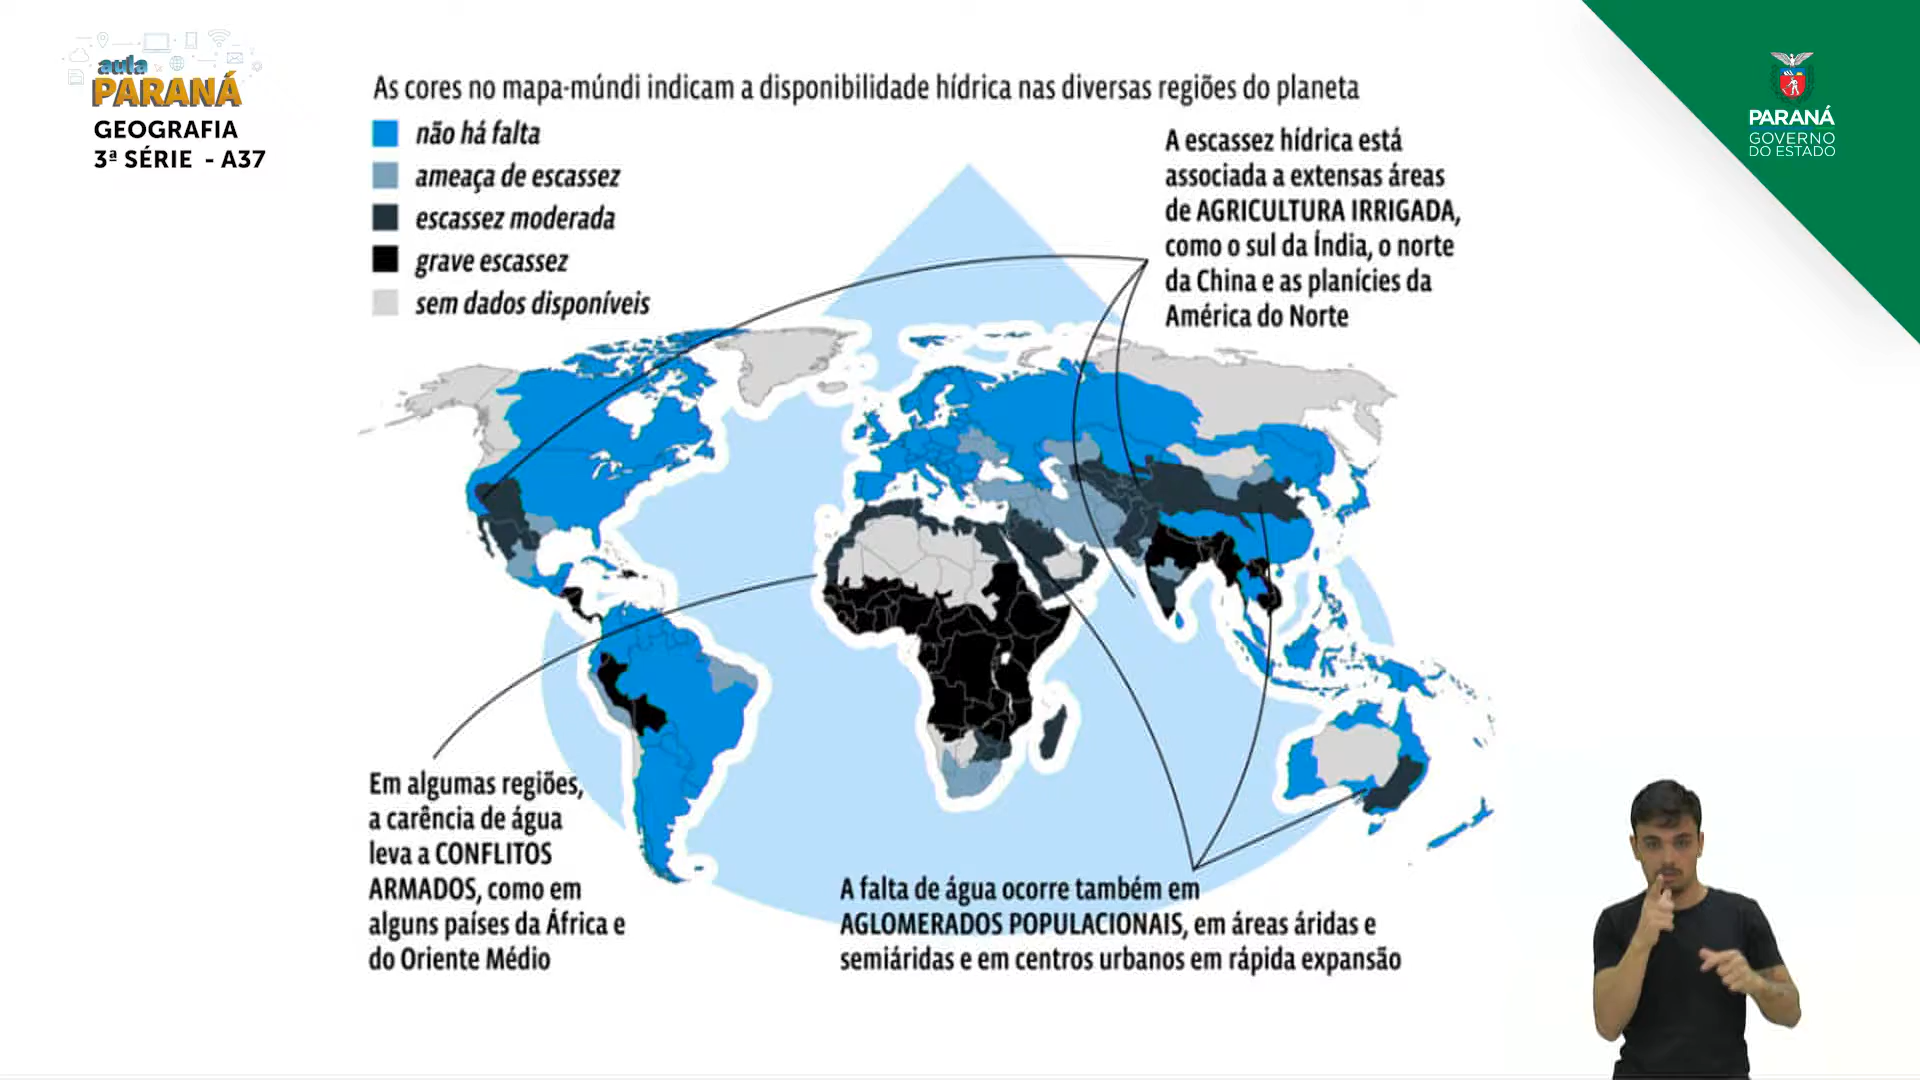 aula
PARANÁ
GEOGRAFIA
3ª SÉRIE - A37
As cores no mapa-múndi indicam a disponibilidade hídrica nas diversas regiões do planeta
não há falta
ameaça de escassez
escassez moderada
grave escassez
sem dados disponíveis
A escassez hídrica está
associada a extensas áreas
de AGRICULTURA IRRIGADA,
como o sul da Índia, o norte
da China e as planícies da
América do Norte
PARANÁ
GOVERNO
DO ESTADO
Em algumas regiões,
a carência de água
leva a CONFLITOS
ARMADOS, como em
alguns países da África e
do Oriente Médio
A falta de água ocorre também em
AGLOMERADOS POPULACIONAIS, em áreas áridas e
semiáridas e em centros urbanos em rápida expansão